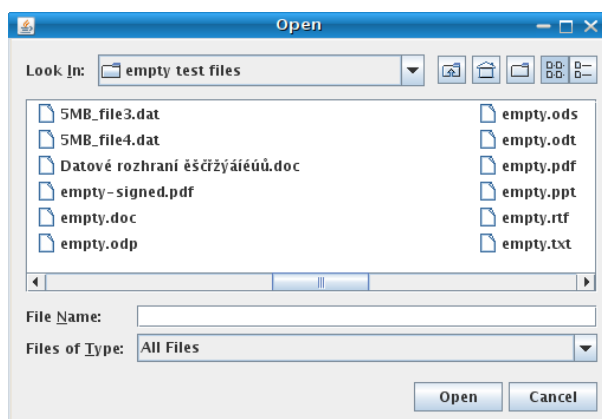 Open
Look In: empty test files
5MB_file3.dat
5MB_file4.dat
Datové rozhraní ěščřžýáíéúů.doc
empty-signed.pdf
empty.doc
empty.odp
empty.ods
empty.odt
empty.pdf
empty.ppt
empty.rtf
empty.txt
File Name:
Files of Type: All Files
Open Cancel